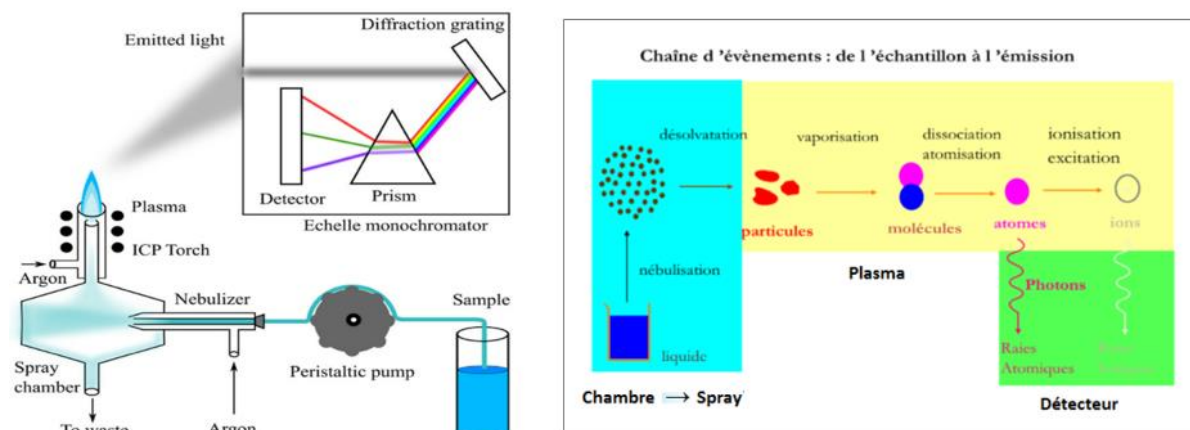 Diffraction grating
Emitted light
Detector
Prism
Echelle monochromator
Plasma
ICP Torch
Argon
Nebulizer
Sample
Peristaltic pump
Spray
chamber
To waste
Argon
Chaîne d 'évènements : de l 'échantillon à l 'émission
désolvatation
vaporisation
dissociation
atomisation
ionisation
excitation
particules
molécules
atomes
ions
nébulisation
Plasma
Photons
liquide
Raies
Atomiques
Chambre → Spray
Détecteur